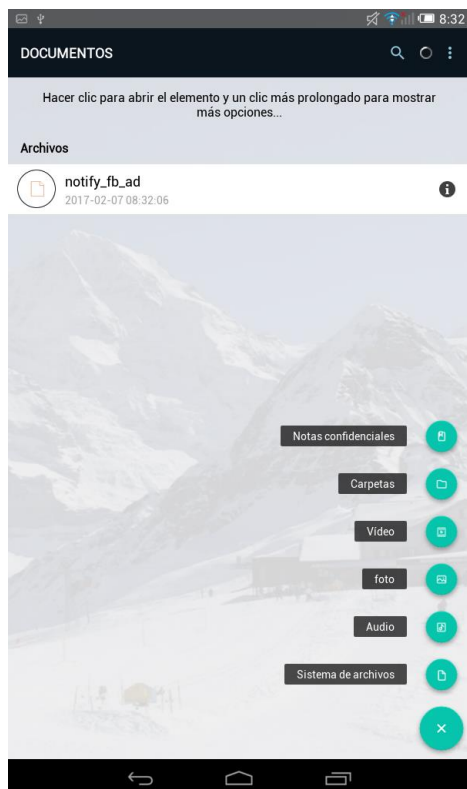 8:32
DOCUMENTOS
Hacer clic para abrir el elemento y un clic más prolongado para mostrar
más opciones...
Archivos
notify_fb_ad
2017-02-07 08:32:06
Notas confidenciales
Carpetas
Vídeo
foto
Audio
Sistema de archivos